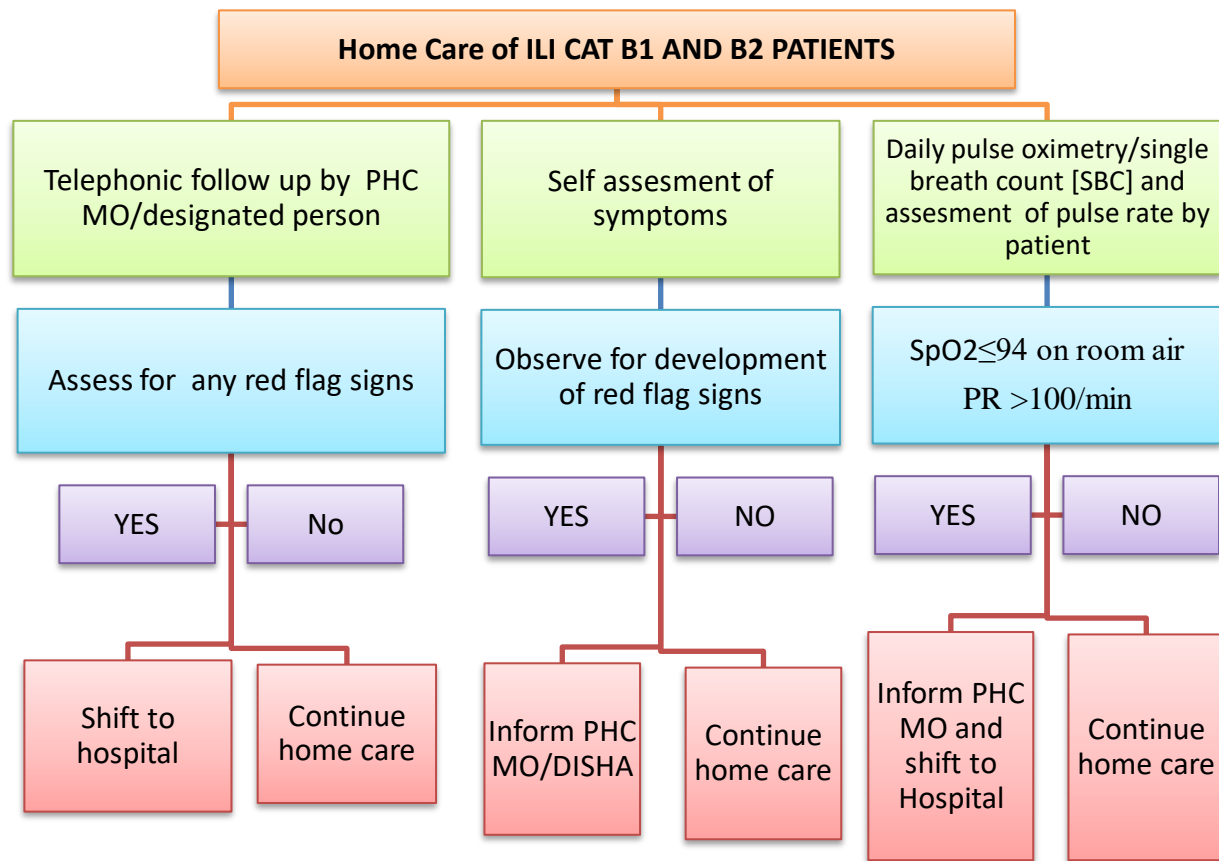 Home Care of ILI CAT B1 AND B2 PATIENTS
Telephonic follow up by PHC
MO/designated person
Self assesment of
symptoms
Daily pulse oximetry/single
breath count [SBC] and
assesment of pulse rate by
patient
Assess for any red flag signs
Observe for development
of red flag signs
SpO2≤94 on room air
PR >100/min
YES
No
YES
NO
YES
NO
Shift to
hospital
Continue
home care
Inform PHC
MO/DISHA
Continue
home care
Inform PHC
MO and
shift to
Hospital
Continue
home care